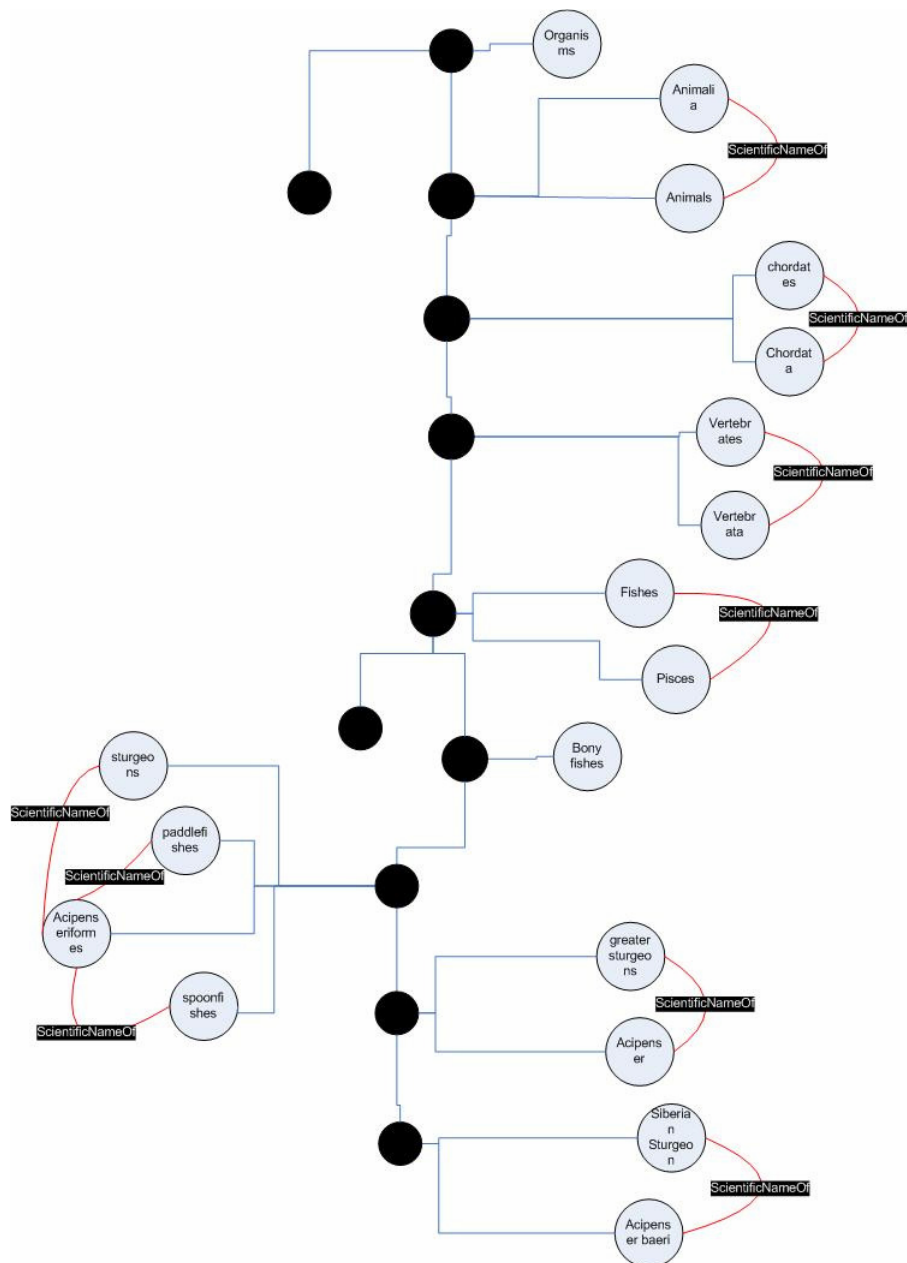 Organis
ms
Animali
a
ScientificNameOf
Animals
chordat
es
ScientificNameOf
Chordat
a
Vertebr
ates
ScientificNameOf
Vertebr
ata
Fishes
ScientificNameOf
Pisces
Bony
fishes
sturgeo
ns
ScientificNameOf
paddlefi
shes
ScientificNameOf
Acipens
eriforme
s
spoonfi
shes
ScientificNameOf
greater
sturgeo
ns
ScientificNameOf
Acipens
er
Siberia
n
Sturgeo
n
ScientificNameOf
Acipens
er baeri